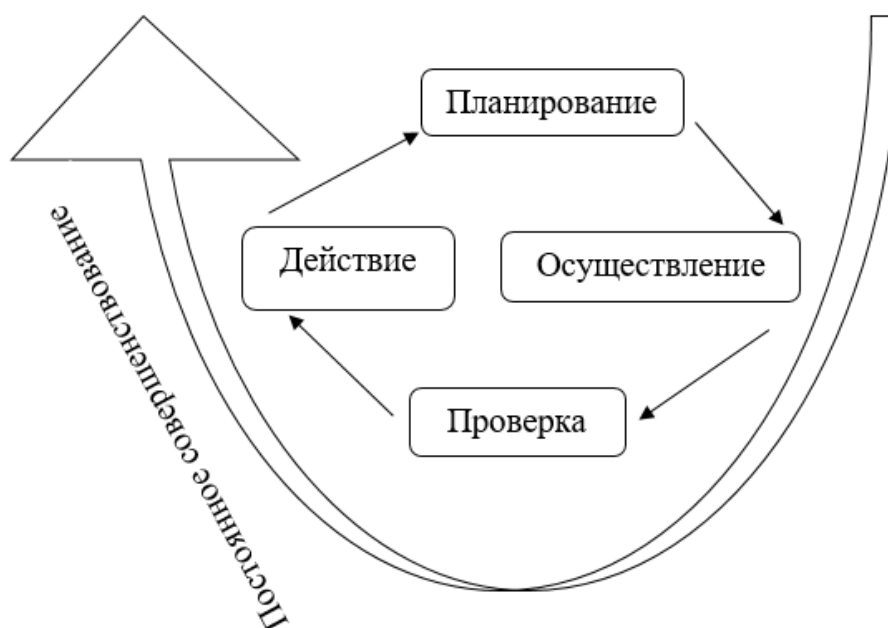 Планирование
Действие
Осуществление
Проверка
Постоянное совершенствование